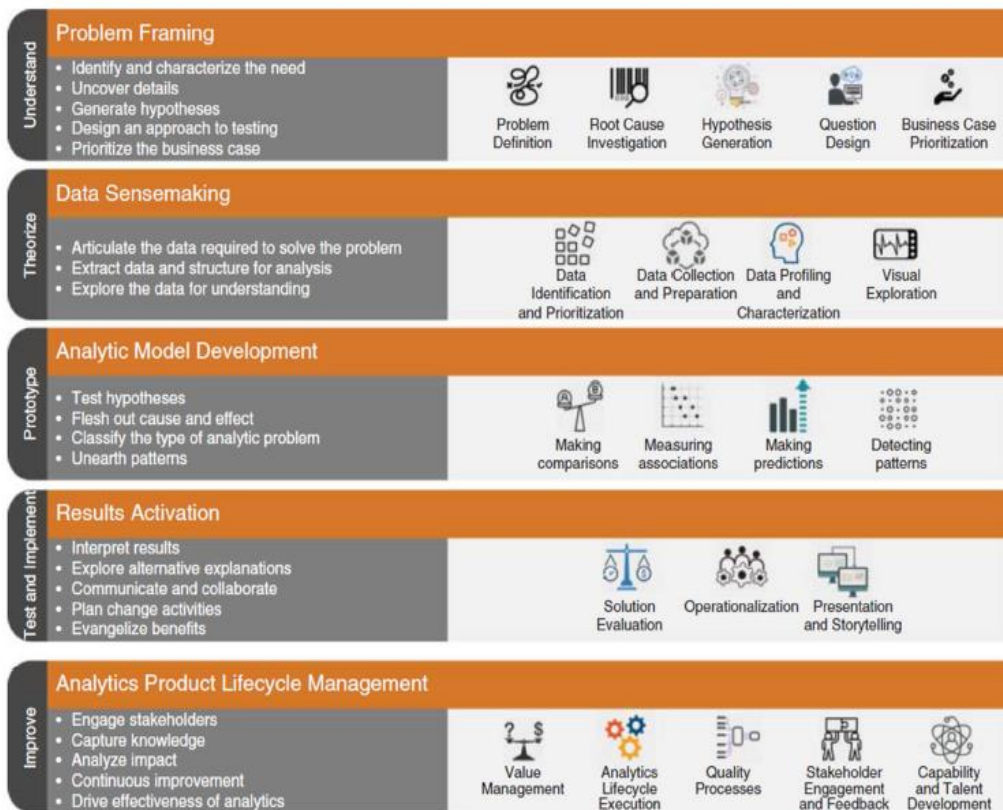 Understand
Problem Framing
• Identify and characterize the need
• Uncover details
• Generate hypotheses
• Design an approach to testing
• Prioritize the business case
Problem
Definition
Root Cause
Investigation
Hypothesis
Generation
Question
Design
Business Case
Prioritization
Theorize
Data Sensemaking
• Articulate the data required to solve the problem
• Extract data and structure for analysis
• Explore the data for understanding
Data
Identification
and Prioritization
Data Collection
and Preparation
Data Profiling
and
Characterization
Visual
Exploration
Prototype
Analytic Model Development
• Test hypotheses
• Flesh out cause and effect
• Classify the type of analytic problem
• Unearth patterns
A B
Making
comparisons
Measuring
associations
Making
predictions
Detecting
patterns
Test and Implement
Results Activation
• Interpret results
• Explore alternative explanations
• Communicate and collaborate
• Plan change activities
• Evangelize benefits
$
Solution
Evaluation
Operationalization
Presentation
and Storytelling
Improve
Analytics Product Lifecycle Management
• Engage stakeholders
• Capture knowledge
• Analyze impact
• Continuous improvement
• Drive effectiveness of analytics
? $
Value
Management
Analytics
Lifecycle
Execution
Quality
Processes
Stakeholder
Engagement
and Feedback
Capability
and Talent
Development